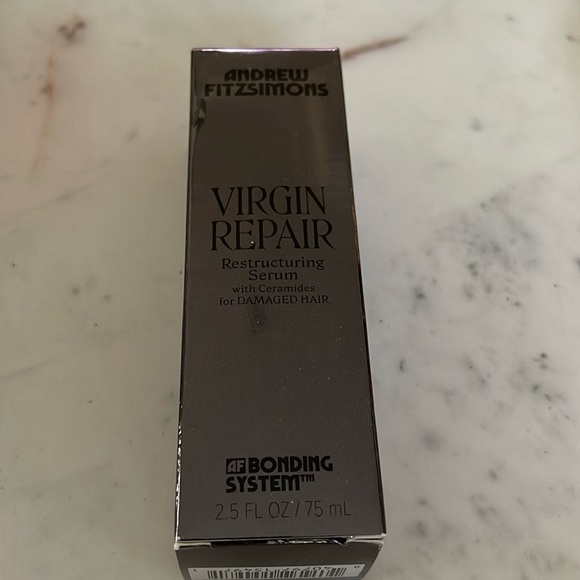 ANDREW
FITZSIMONS
VIRGIN
REPAIR
Restructuring
Serum
with Ceramides
for DAMAGED HAIR
AF BONDING
SYSTEM™
2.5 FL OZ / 75 mL